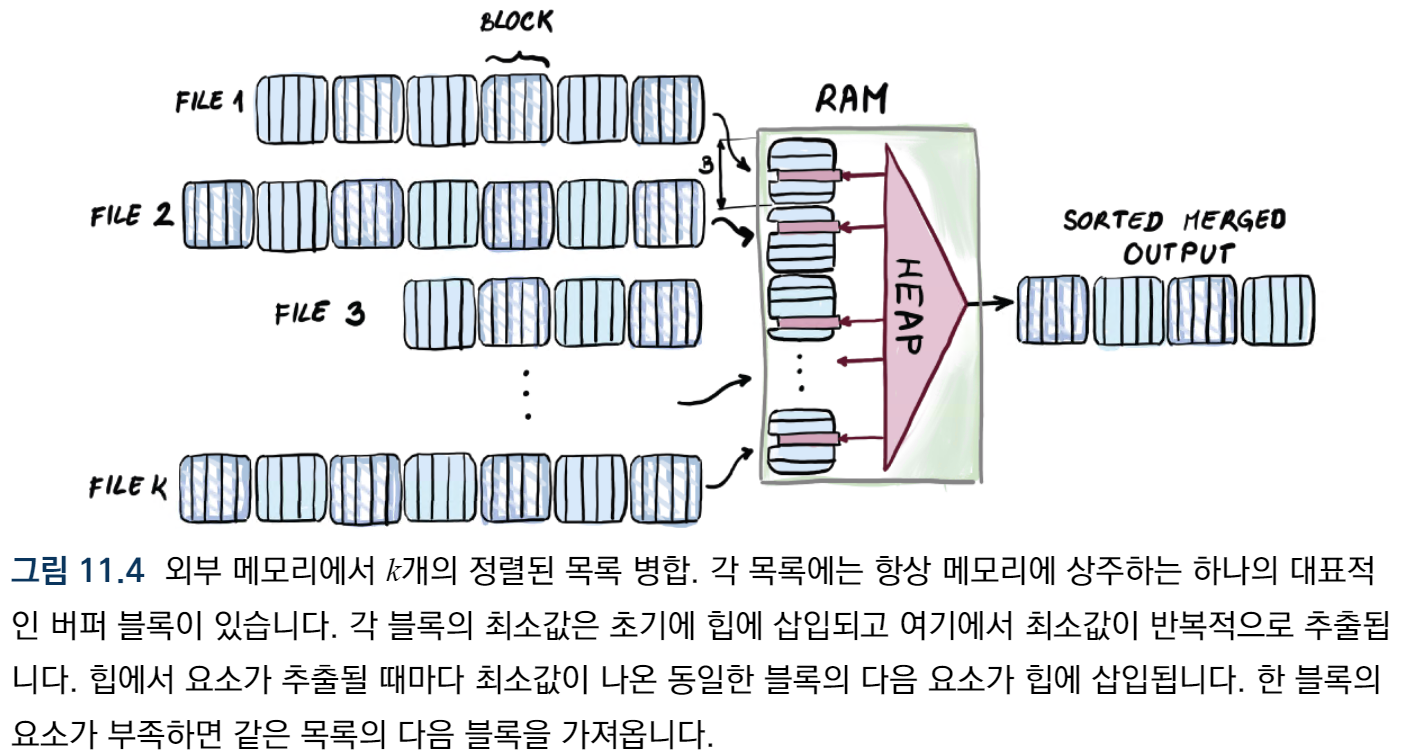 BLOCK
FILE 1
RAM
B
FILE 2
SORTED MERGED
OUTPUT
HEAP
FILE 3
FILE K
그림 11.4 외부 메모리에서 k개의 정렬된 목록 병합. 각 목록에는 항상 메모리에 상주하는 하나의 대표적
인 버퍼 블록이 있습니다. 각 블록의 최소값은 초기에 힙에 삽입되고 여기에서 최소값이 반복적으로 추출됩
니다. 힙에서 요소가 추출될 때마다 최소값이 나온 동일한 블록의 다음 요소가 힙에 삽입됩니다. 한 블록의
요소가 부족하면 같은 목록의 다음 블록을 가져옵니다.